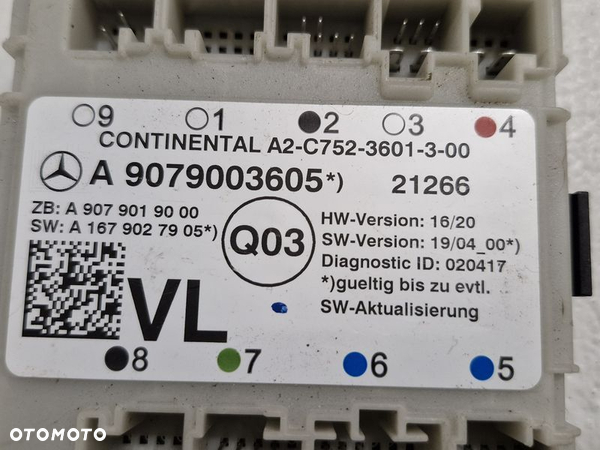 9 1 2 3 4
CONTINENTAL A2-C752-3601-3-00
A 9079003605*) 21266
ZB: A 907 901 90 00
SW: A 167 902 79 05*)
Q03
HW-Version: 16/20
SW-Version: 19/04_00*)
Diagnostic ID: 020417
*)gueltig bis zu evtl.
SW-Aktualisierung
VL
8 7 6 5
OTOMOTO